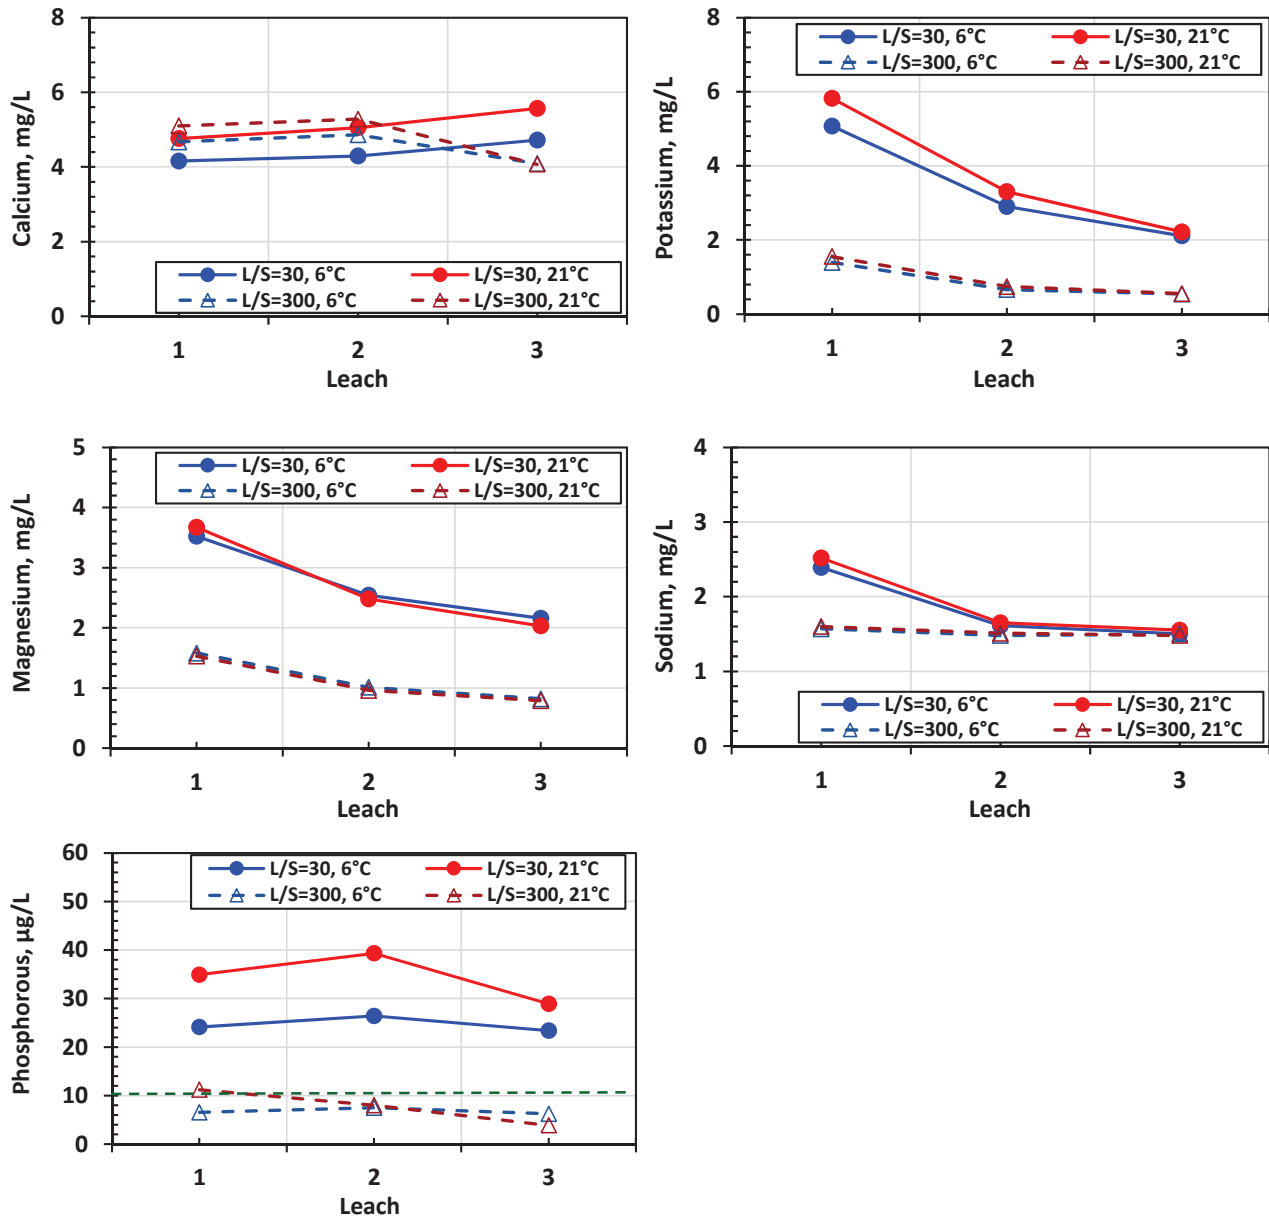 Calcium, mg/L
8
6
4
2
0
L/S=30, 6°C
L/S=30, 21°C
L/S=300, 6°C
L/S=300, 21°C
1
2
3
Leach
Potassium, mg/L
8
6
4
2
0
L/S=30, 6°C
L/S=30, 21°C
L/S=300, 6°C
L/S=300, 21°C
1
2
3
Leach
Magnesium, mg/L
5
4
3
2
1
0
L/S=30, 6°C
L/S=30, 21°C
L/S=300, 6°C
L/S=300, 21°C
1
2
3
Leach
Sodium, mg/L
4
3
2
1
0
L/S=30, 6°C
L/S=30, 21°C
L/S=300, 6°C
L/S=300, 21°C
1
2
3
Leach
Phosphorous, µg/L
60
50
40
30
20
10
0
L/S=30, 6°C
L/S=30, 21°C
L/S=300, 6°C
L/S=300, 21°C
1
2
3
Leach